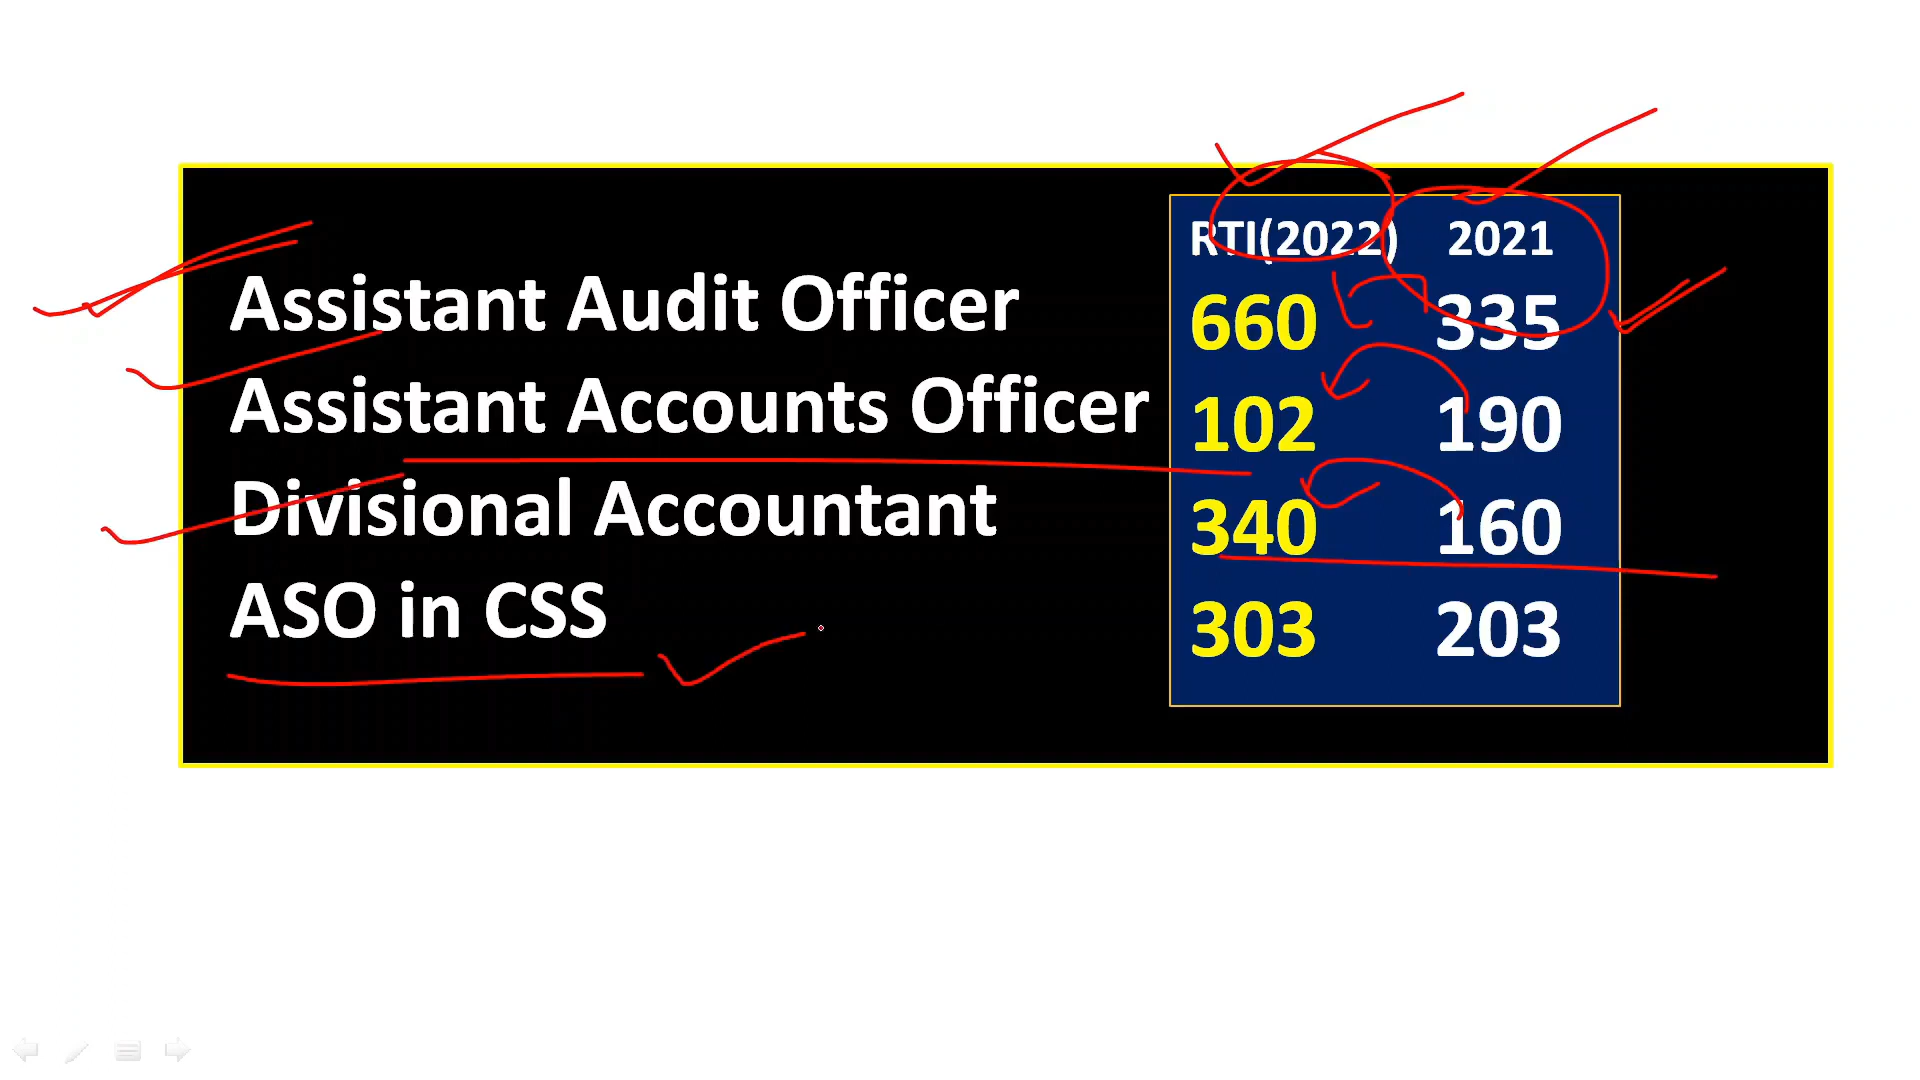 RTI(2022) 2021
Assistant Audit Officer 660 335
Assistant Accounts Officer 102 190
Divisional Accountant 340 160
ASO in CSS 303 203